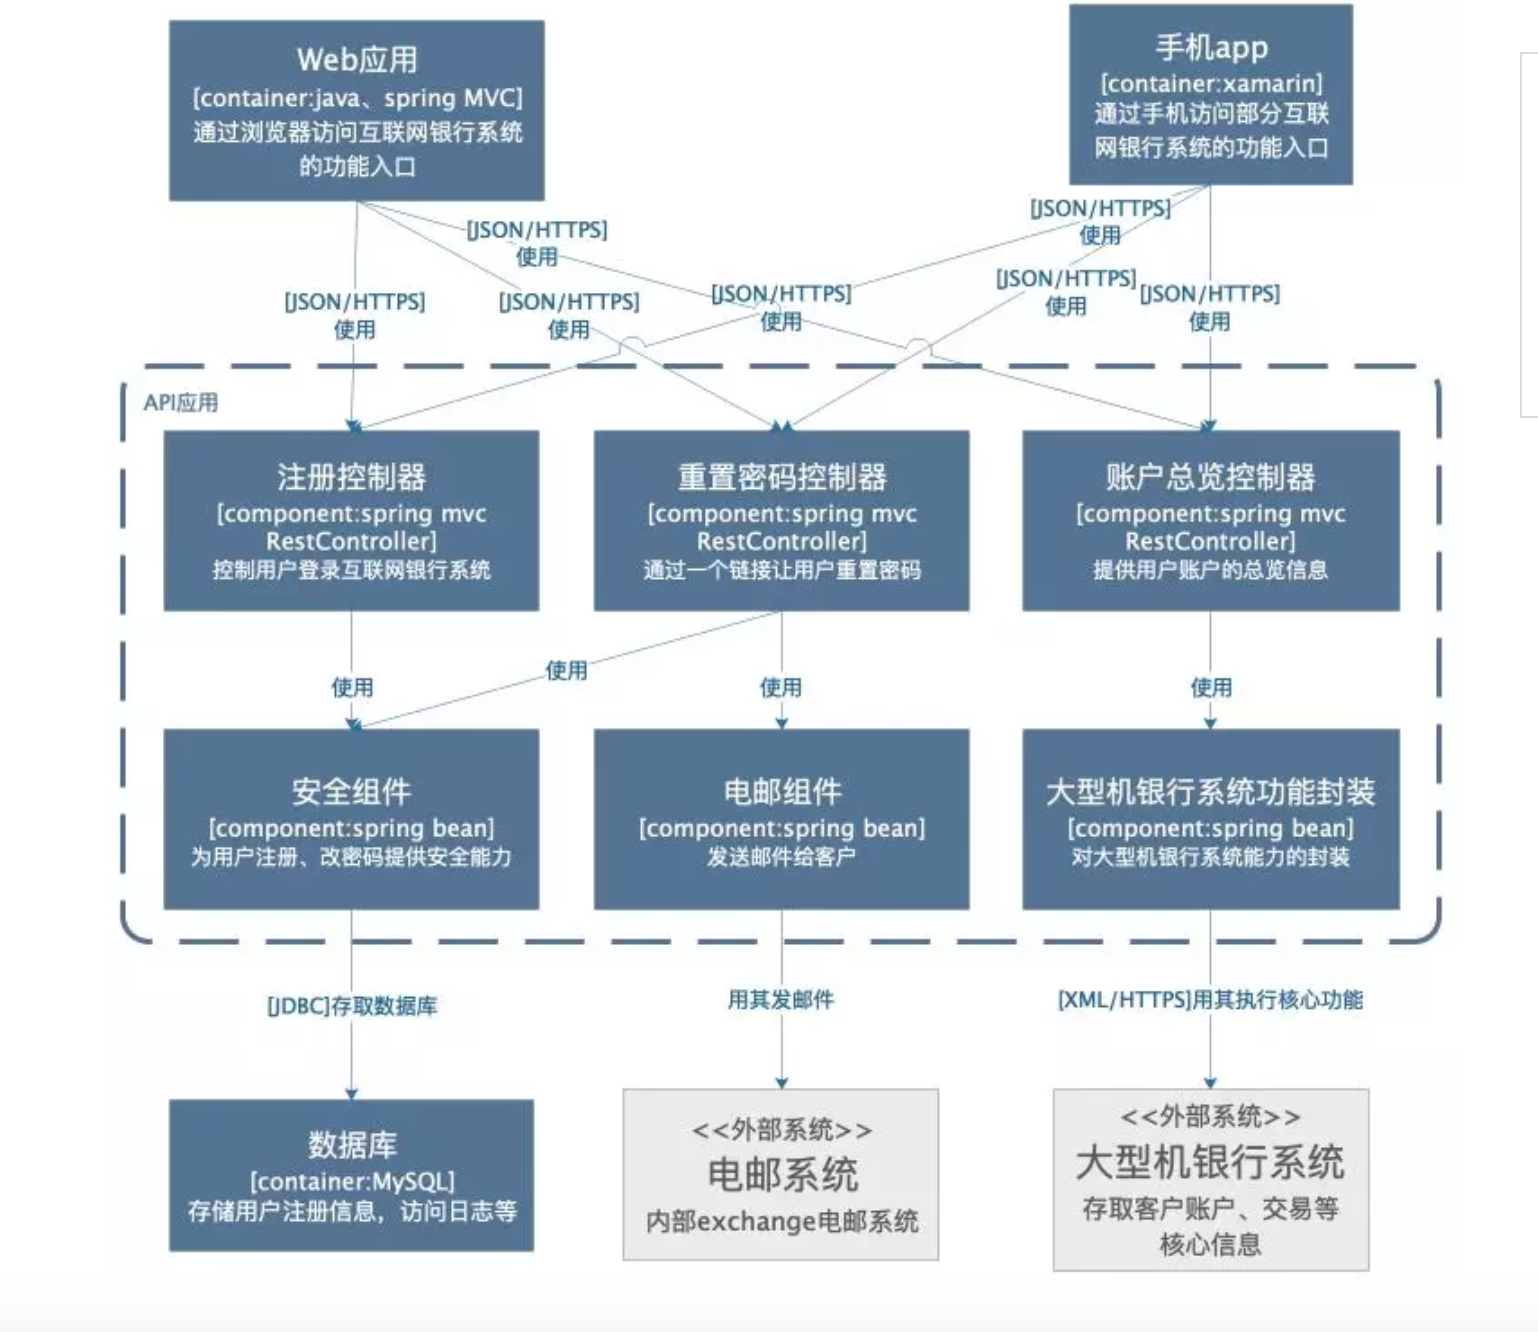 Web应用
[container:java、spring MVC]
通过浏览器访问互联网银行系统
的功能入口
手机app
[container:xamarin]
通过手机访问部分互联
网银行系统的功能入口
[JSON/HTTPS]
使用
[JSON/HTTPS]
使用
[JSON/HTTPS]
使用
[JSON/HTTPS]
使用
[JSON/HTTPS]
使用
[JSON/HTTPS]
使用
[JSON/HTTPS]
使用
API应用
注册控制器
[component:spring mvc
RestController]
控制用户登录互联网银行系统
重置密码控制器
[component:spring mvc
RestController]
通过一个链接让用户重置密码
账户总览控制器
[component:spring mvc
RestController]
提供用户账户的总览信息
使用
使用
使用
使用
安全组件
[component:spring bean]
为用户注册、改密码提供安全能力
电邮组件
[component:spring bean]
发送邮件给客户
大型机银行系统功能封装
[component:spring bean]
对大型机银行系统能力的封装
[JDBC]存取数据库
用其发邮件
[XML/HTTPS]用其执行核心功能
数据库
[container:MySQL]
存储用户注册信息，访问日志等
<<外部系统>>
电邮系统
内部exchange电邮系统
<<外部系统>>
大型机银行系统
存取客户账户、交易等
核心信息